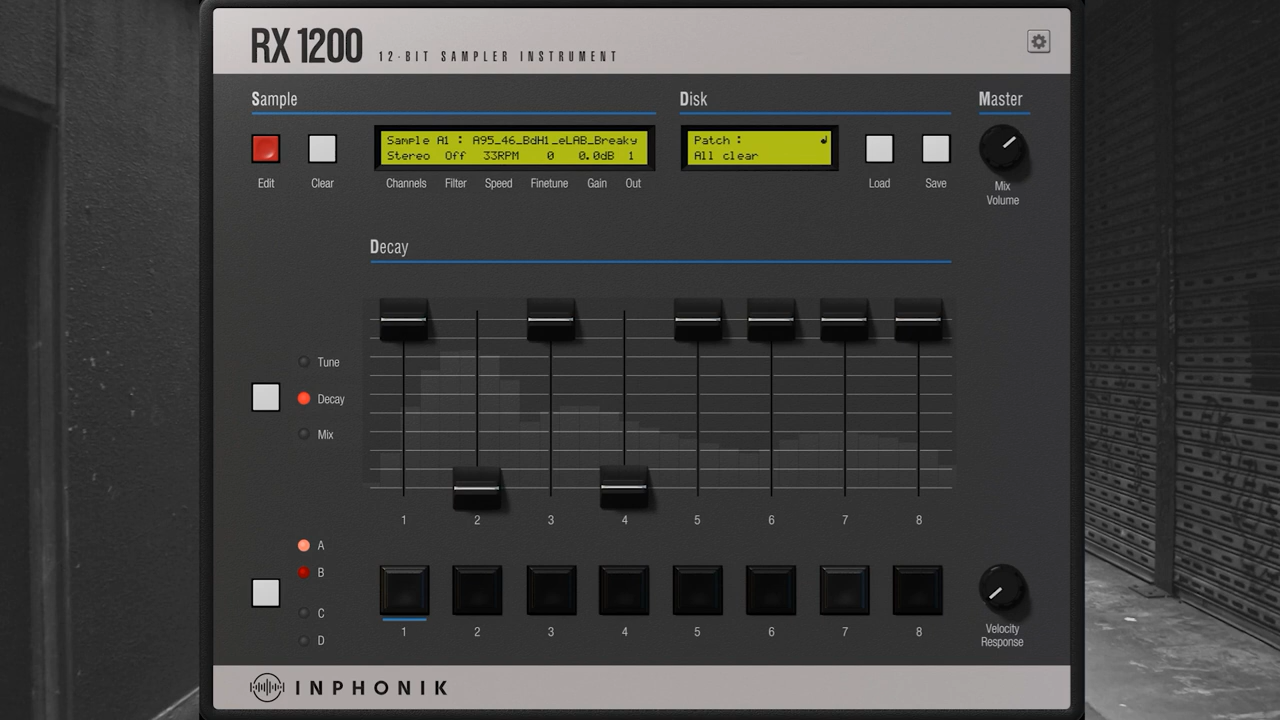 RX 1200 12-BIT SAMPLER INSTRUMENT
Sample
Disk
Master
Sample A1 : A95_46_BdH1_eLAB_Breaky
Stereo Off 33RPM 0 0.0dB 1
Patch :
All clear
Edit
Clear
Channels Filter Speed Finetune Gain Out
Load
Save
Mix
Volume
Decay
Tune
Decay
Mix
1 2 3 4 5 6 7 8
A
B
C
D
1 2 3 4 5 6 7 8
Velocity
Response
INPHONIK